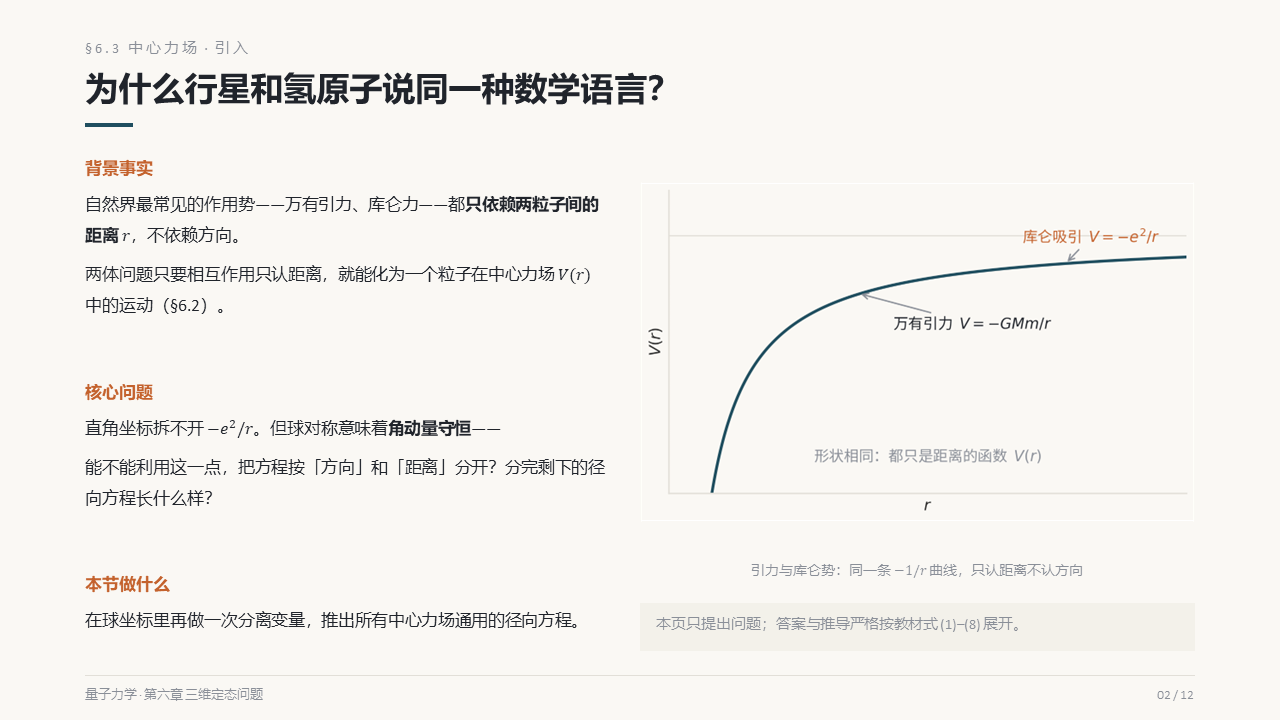 §6.3 中心力场 · 引入
为什么行星和氢原子说同一种数学语言？
背景事实
自然界最常见的作用势——万有引力、库仑力——都只依赖两粒子间的
距离 r，不依赖方向。
两体问题只要相互作用只认距离，就能化为一个粒子在中心力场 V(r)
中的运动（§6.2）。
核心问题
直角坐标拆不开 −e²/r。但球对称意味着角动量守恒——
能不能利用这一点，把方程按「方向」和「距离」分开？分完剩下的径
向方程长什么样？
本节做什么
在球坐标里再做一次分离变量，推出所有中心力场通用的径向方程。
库仑吸引 V = −e²/r
万有引力 V = −GMm/r
V(r)
形状相同：都只是距离的函数 V(r)
r
引力与库仑势：同一条 −1/r 曲线，只认距离不认方向
本页只提出问题；答案与推导严格按教材式 (1)–(8) 展开。
量子力学 · 第六章 三维定态问题
02 / 12